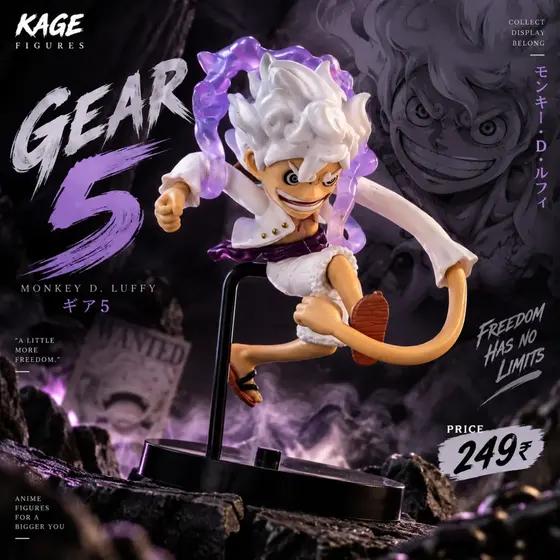 KAGE
FIGURES
COLLECT
DISPLAY
BELONG
モンキー・D・ルフィ
GEAR
5
MONKEY D. LUFFY
ギア5
"A LITTLE
MORE
FREEDOM."
WANTED
FREEDOM
HAS NO
LIMITS
PRICE
249₹
ANIME
FIGURES
FOR A
BIGGER YOU